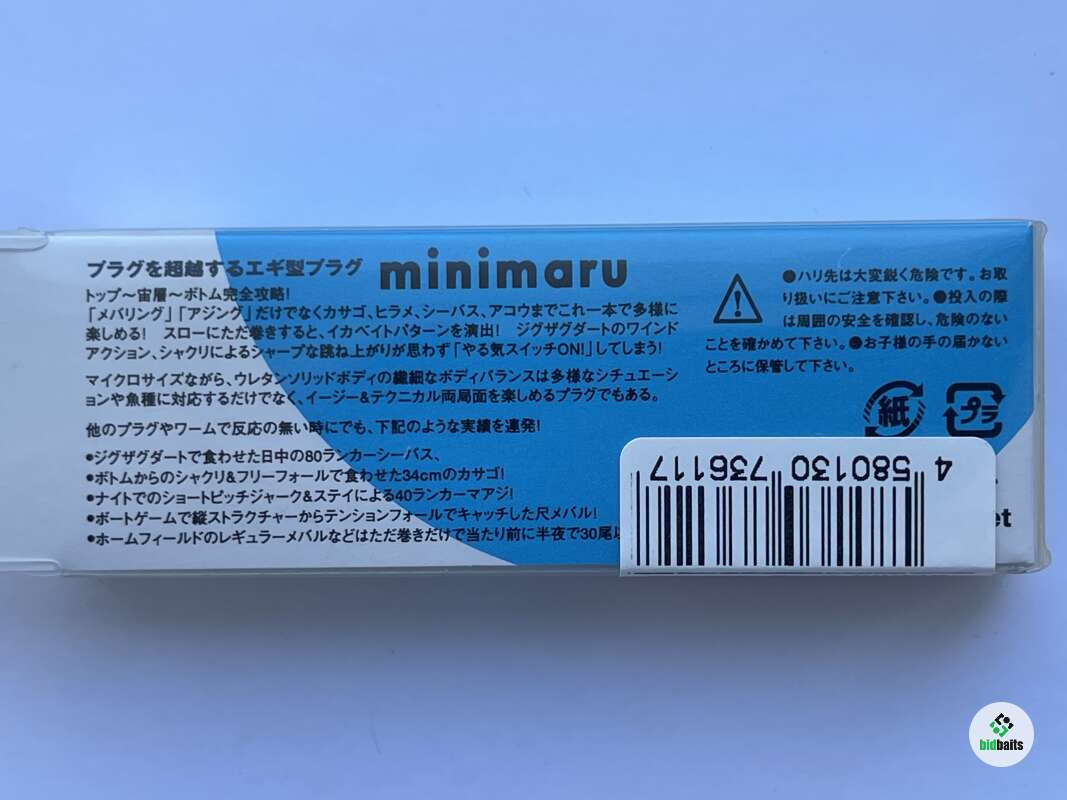 プラグを超越するエギ型プラグ minimaru
トップ〜宙層〜ボトム完全攻略!
「メバリング」「アジング」だけでなくカサゴ、ヒラメ、シーバス、アコウまでこれ一本で多様に
楽しめる! スローにただ巻きすると、イカベイトパターンを演出! ジグザグダートのワインド
アクション、シャクリによるシャープな跳ね上がりが思わず「やる気スイッチON!」してしまう!
マイクロサイズながら、ウレタンソリッドボディの繊細なボディバランスは多様なシチュエーシ
ョンや魚種に対応するだけでなく、イージー&テクニカル両局面を楽しめるプラグでもある。
他のプラグやワームで反応の無い時にでも、下記のような実績を連発!
●ジグザグダートで食わせた日中の80ランカーシーバス、
●ボトムからのシャクリ&フリーフォールで食わせた34cmのカサゴ!
●ナイトでのショートピッチジャーク&ステイによる40ランカーマアジ!
●ボートゲームで縦ストラクチャーからテンションフォールでキャッチした尺メバル!
●ホームフィールドのレギュラーメバルなどはただ巻きだけで当たり前に半夜で30尾以
●ハリ先は大変鋭く危険です。お取
り扱いにご注意下さい。●投入の際
は周囲の安全を確認し、危険のない
ことを確かめて下さい。●お子様の手の届かない
ところに保管して下さい。
紙 プラ
4 580130 736117
et
bidbaits